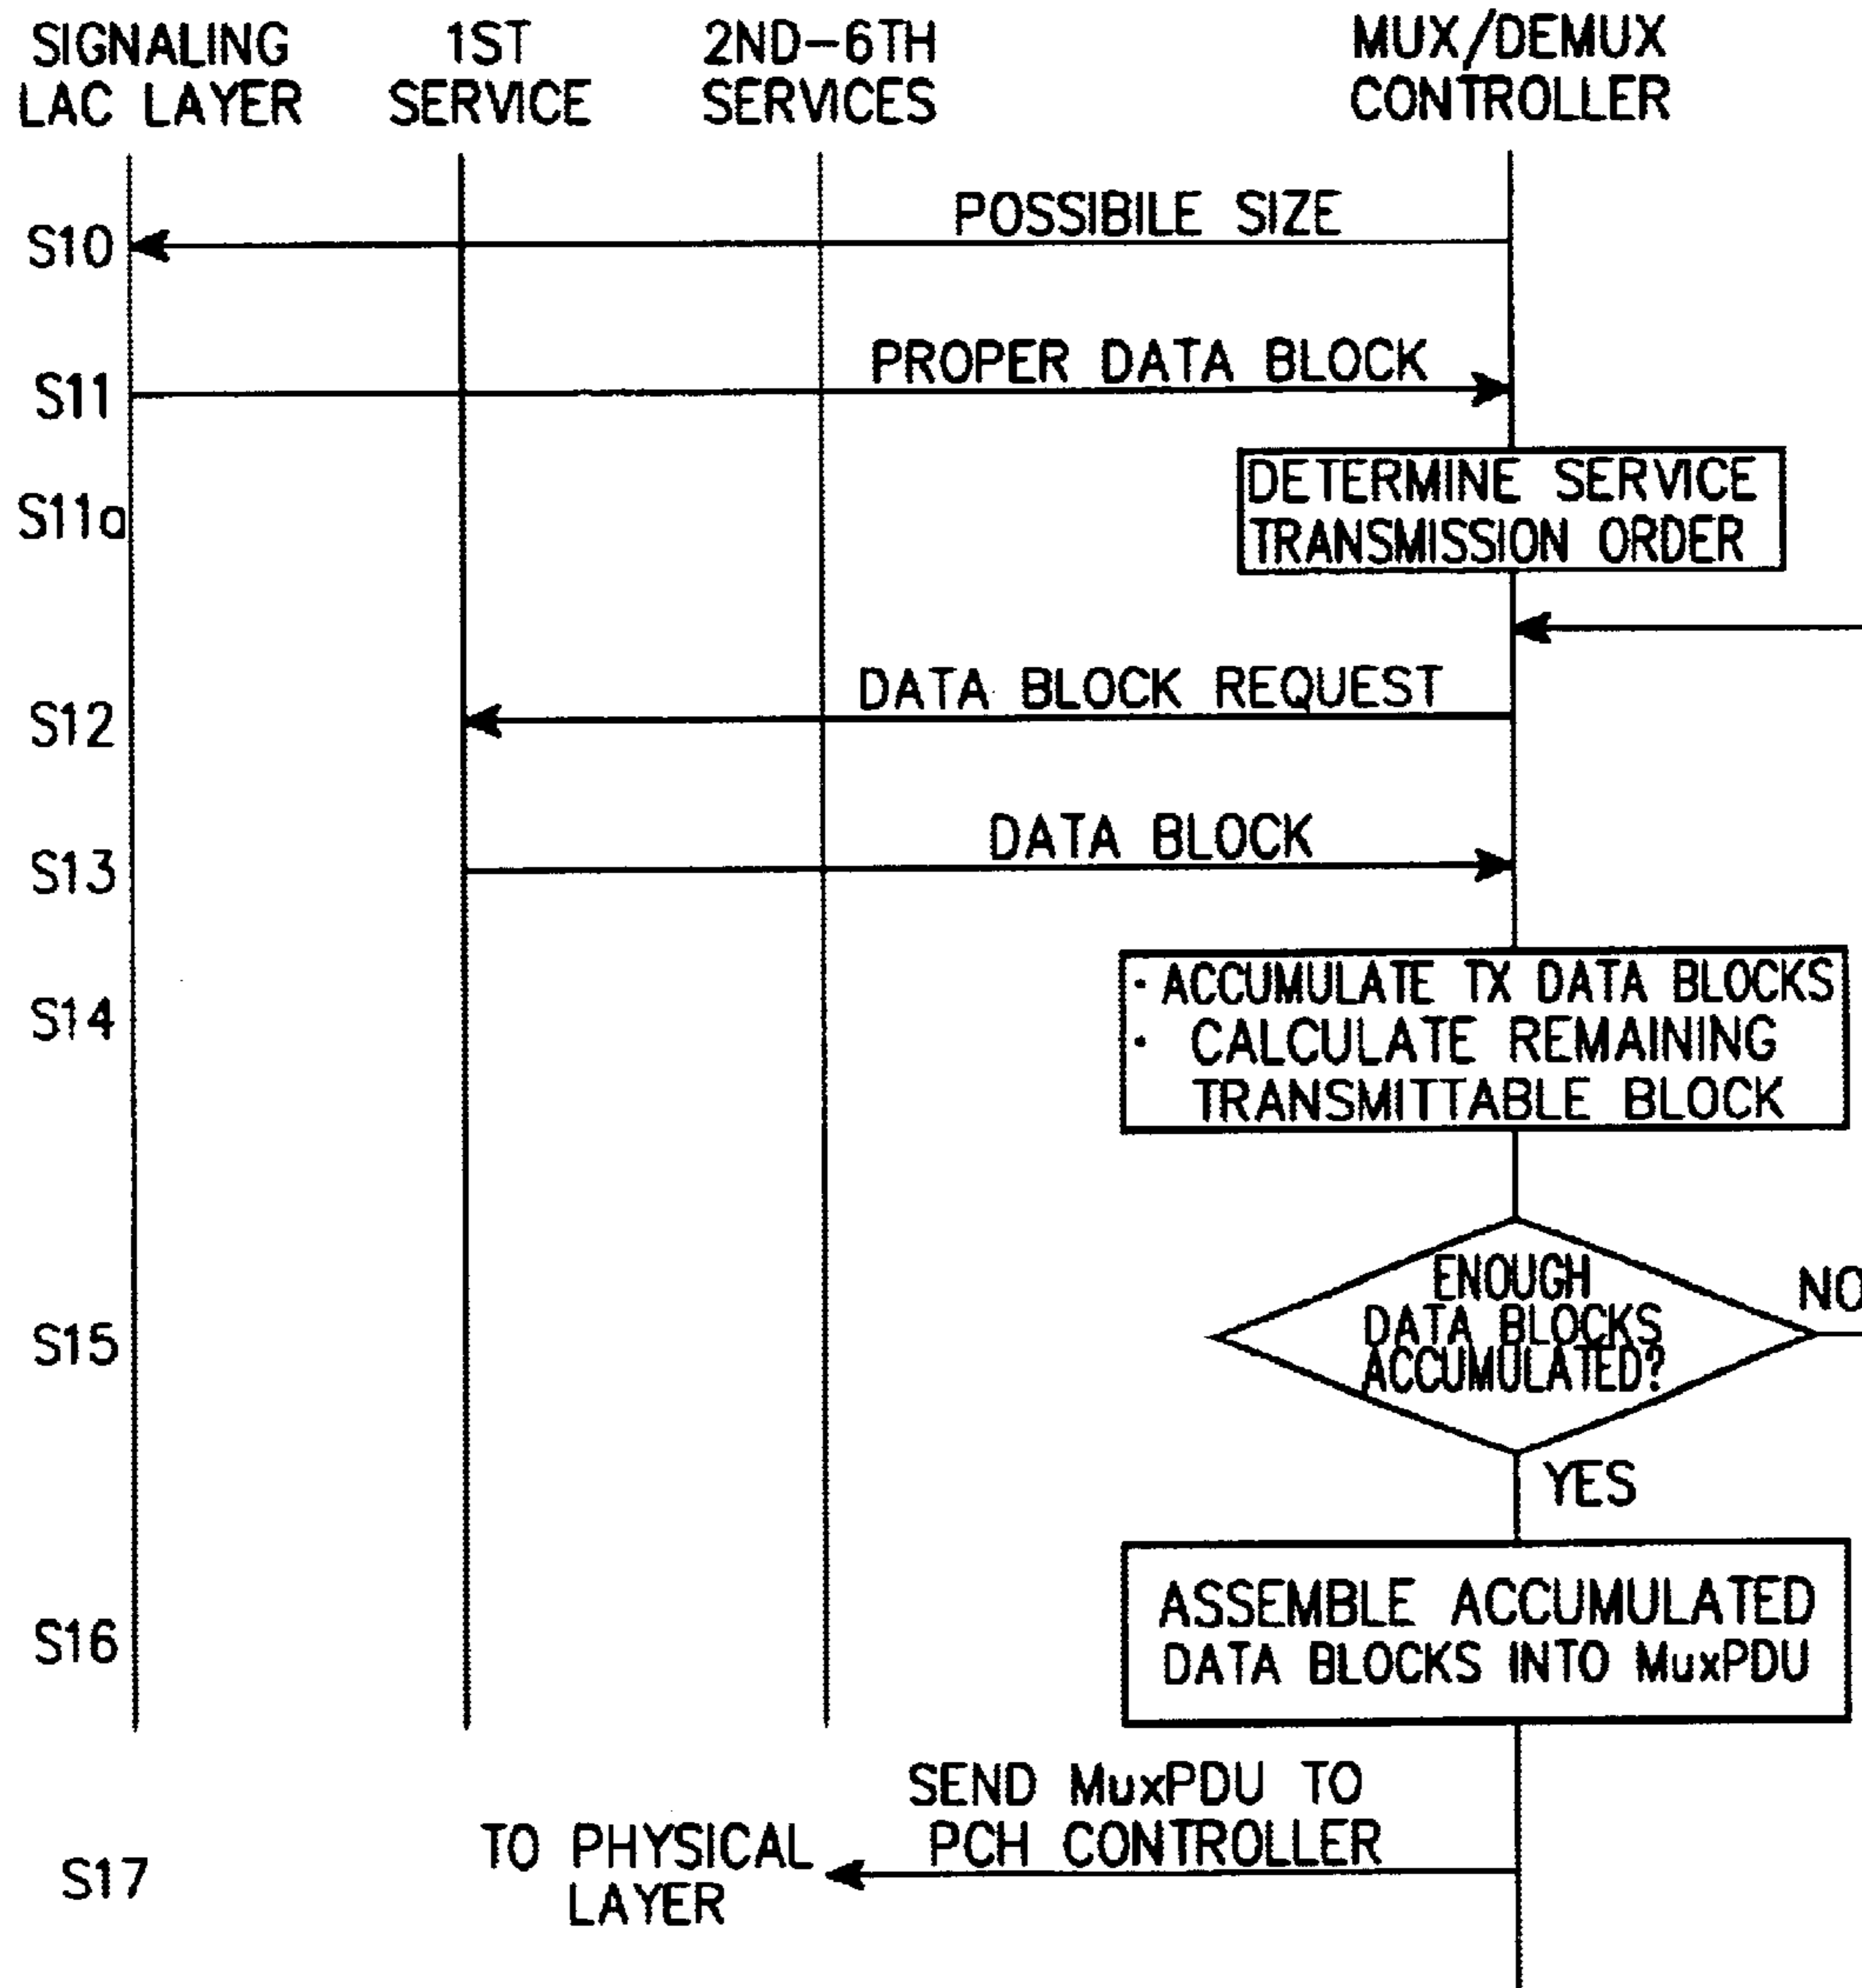 SIGNALING
LAC LAYER
1ST
SERVICE
2ND-6TH
SERVICES
MUX/DEMUX
CONTROLLER
S10
POSSIBILE SIZE
S11
PROPER DATA BLOCK
S11a
DETERMINE SERVICE
TRANSMISSION ORDER
S12
DATA BLOCK REQUEST
S13
DATA BLOCK
S14
· ACCUMULATE TX DATA BLOCKS
· CALCULATE REMAINING
TRANSMITTABLE BLOCK
S15
ENOUGH
DATA BLOCKS
ACCUMULATED?
NO
YES
S16
ASSEMBLE ACCUMULATED
DATA BLOCKS INTO MuxPDU
S17
TO PHYSICAL
LAYER
SEND MuxPDU TO
PCH CONTROLLER